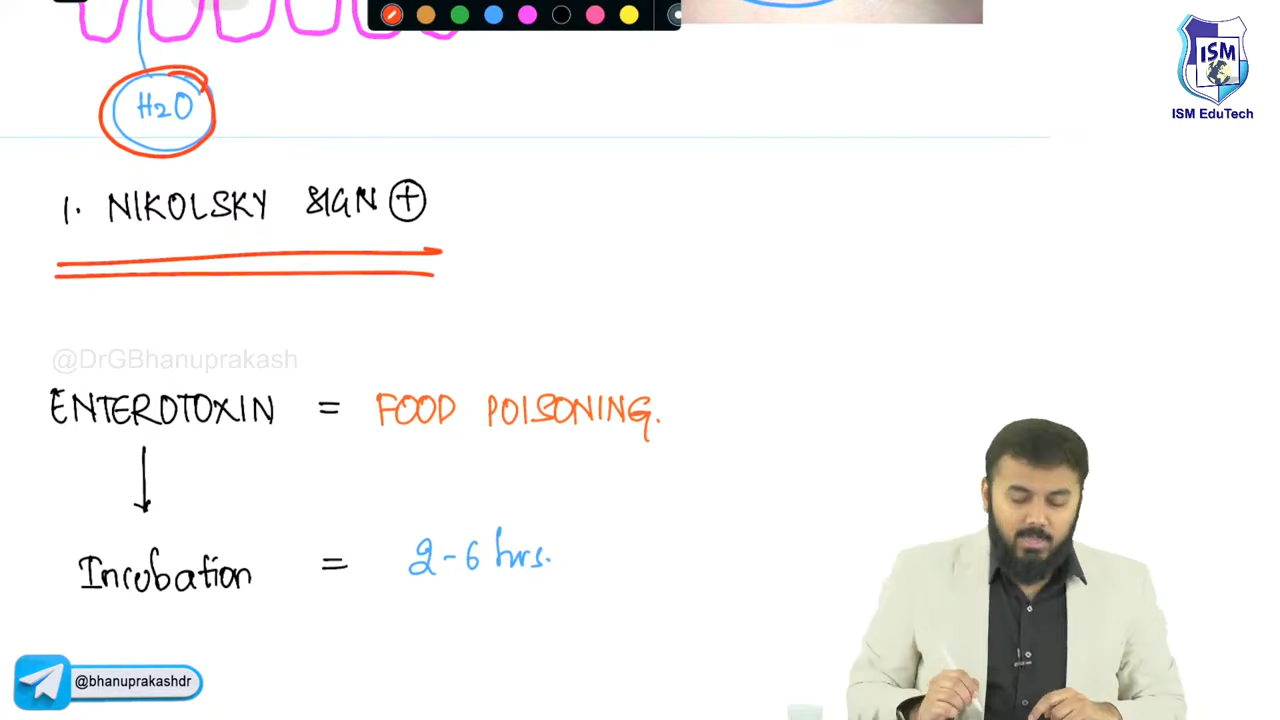 ISM
ISM EduTech
H2O
1. NIKOLSKY SIGN +
@DrGBhanuprakash
ENTEROTOXIN = FOOD POISONING.
Incubation = 2-6 hrs.
@bhanuprakashdr